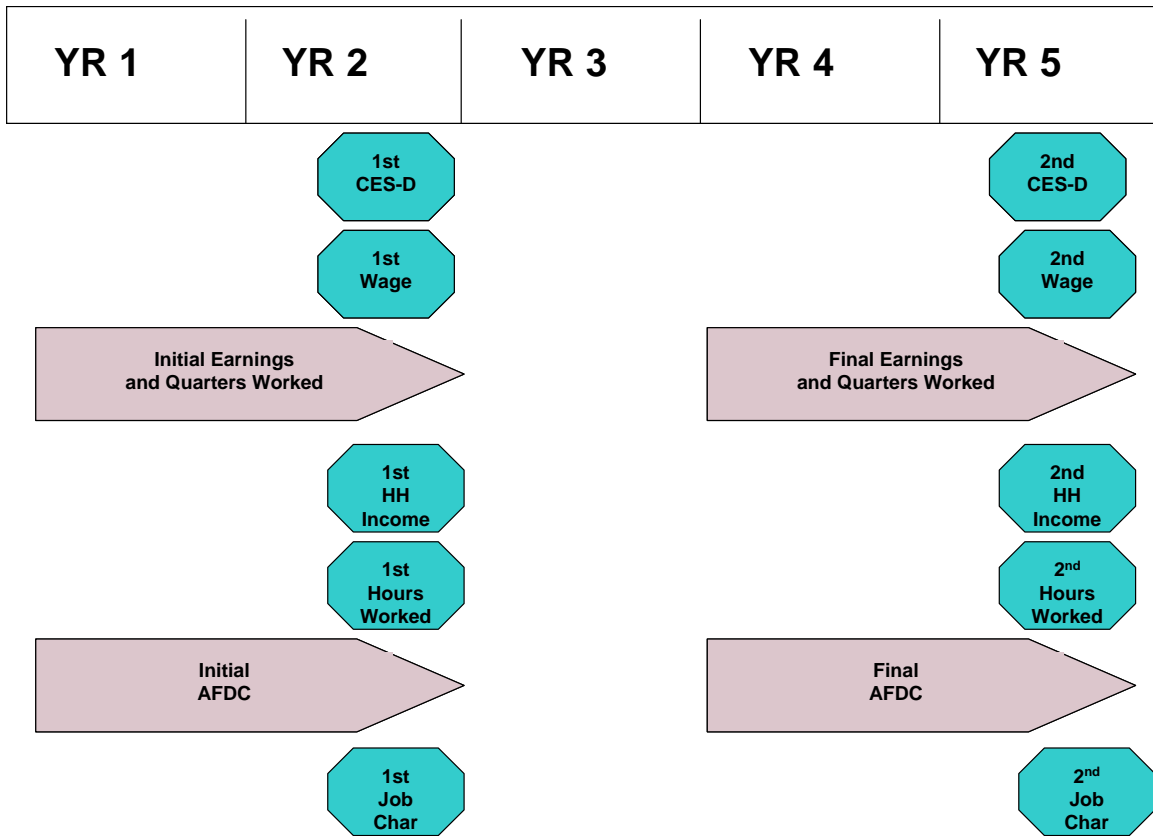 YR 1
YR 2
YR 3
YR 4
YR 5
1st
CES-D
2nd
CES-D
1st
Wage
2nd
Wage
Initial Earnings
and Quarters Worked
Final Earnings
and Quarters Worked
1st
HH
Income
2nd
HH
Income
1st
Hours
Worked
2nd
Hours
Worked
Initial
AFDC
Final
AFDC
1st
Job
Char
2nd
Job
Char